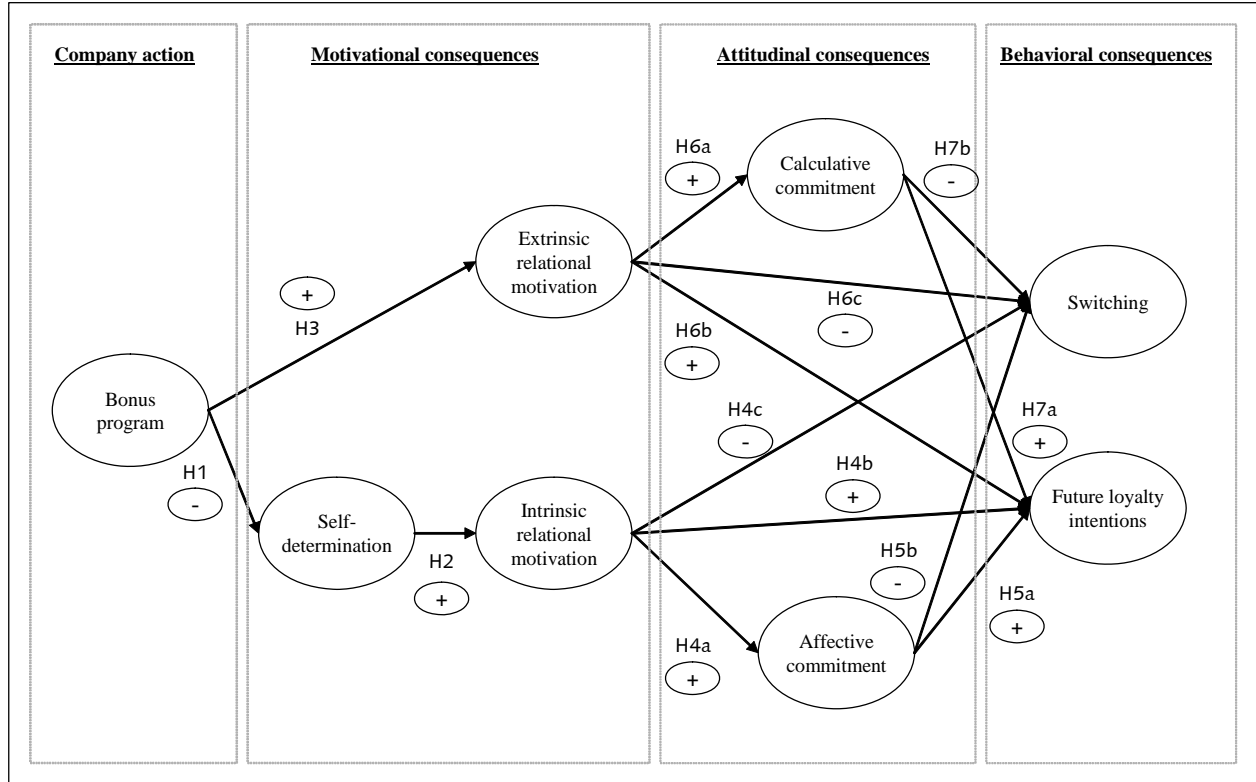 Company action
Motivational consequences
Attitudinal consequences
Behavioral consequences
H6a
+
Calculative
commitment
H7b
-
Extrinsic
relational
motivation
+
H3
H6c
-
Switching
H6b
+
Bonus
program
H4c
-
H7a
+
H1
-
H4b
+
Self-
determination
Intrinsic
relational
motivation
Future loyalty
intentions
H2
+
H5b
-
H5a
+
H4a
+
Affective
commitment